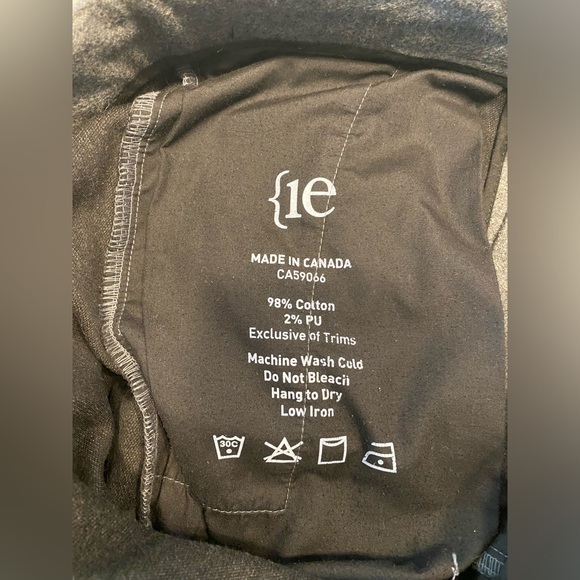 {ie
MADE IN CANADA
CA59066
98% Cotton
2% PU
Exclusive of Trims
Machine Wash Cold
Do Not Bleach
Hang to Dry
Low Iron
30C